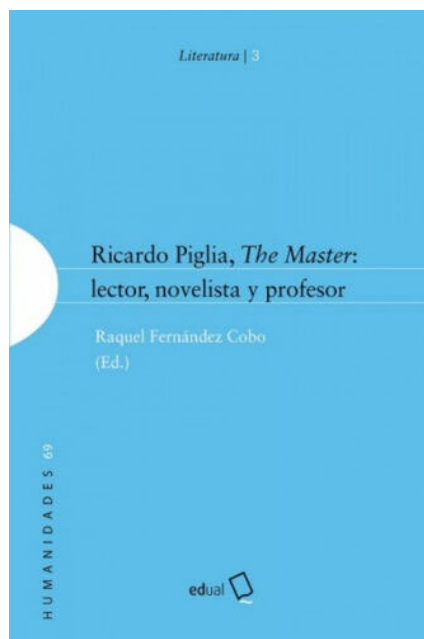 Literatura | 3
Ricardo Piglia, The Master:
lector, novelista y profesor
Raquel Fernández Cobo
(Ed.)
HUMANIDADES 69
edual